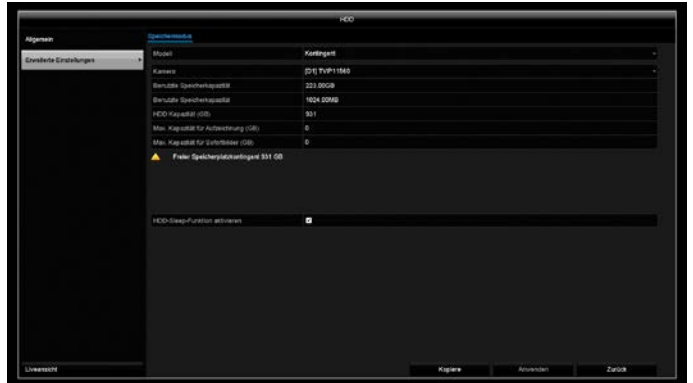 HDD
Allgemein
Erweiterte Einstellungen
Speichermodus
Modell Kontingent
Kamera [D1] TVIP11560
Benutzte Speicherkapazität 223.00GB
Benutzte Speicherkapazität 1024.00MB
HDD Kapazität (GB) 931
Max. Kapazität für Aufzeichnung (GB) 0
Max. Kapazität für Sofortbilder (GB) 0
Freier Speicherplatzkontingent 931 GB
HDD-Sleep-Funktion aktivieren
Liveansicht Kopiere Anwenden Zurück